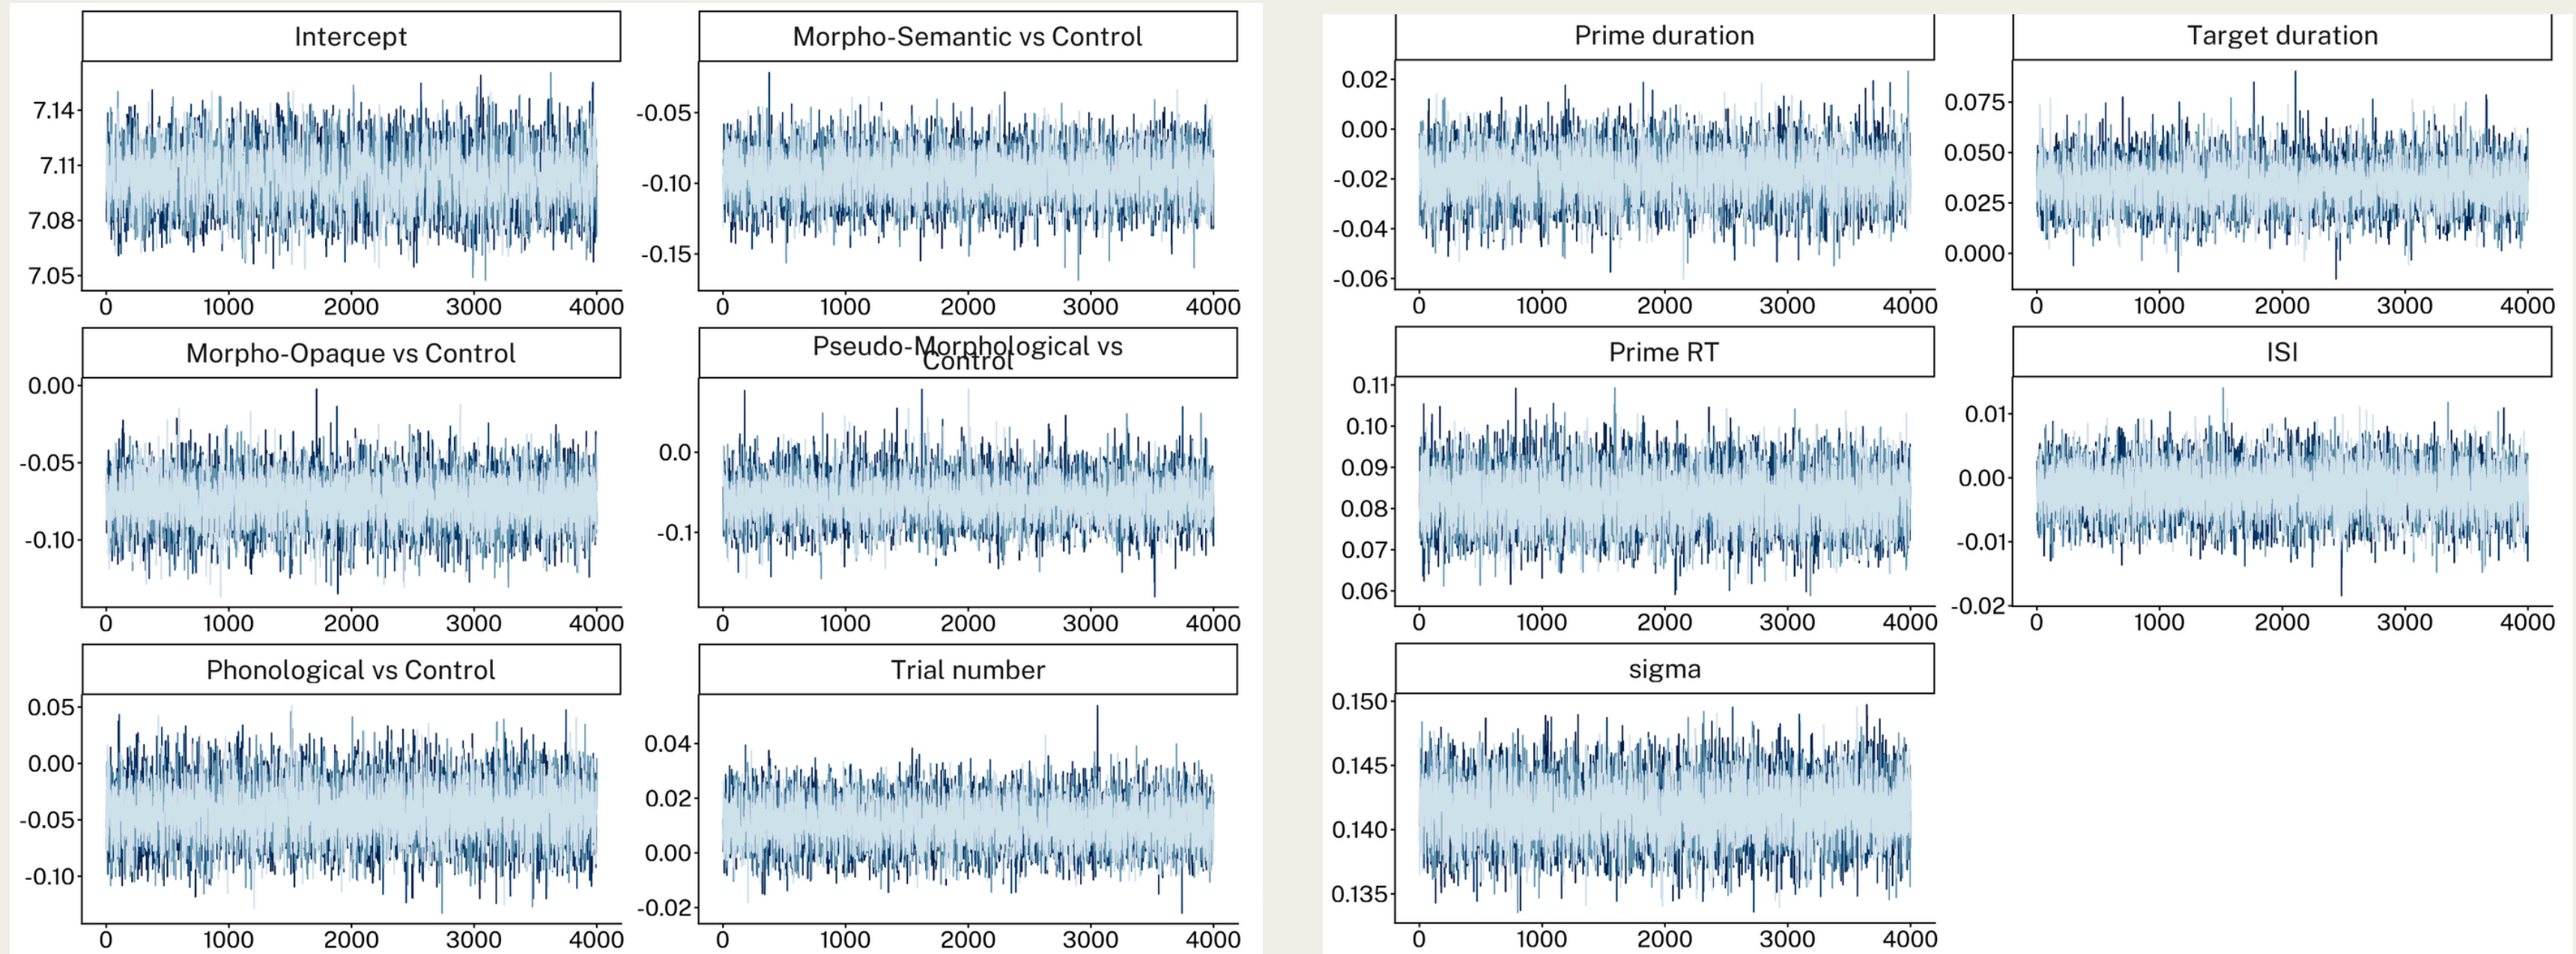 Intercept
7.14
7.11
7.08
7.05
0 1000 2000 3000 4000
Morpho-Semantic vs Control
-0.05
-0.10
-0.15
0 1000 2000 3000 4000
Morpho-Opaque vs Control
0.00
-0.05
-0.10
0 1000 2000 3000 4000
Pseudo-Morphological vs
Control
0.0
-0.1
0 1000 2000 3000 4000
Phonological vs Control
0.05
0.00
-0.05
-0.10
0 1000 2000 3000 4000
Trial number
0.04
0.02
0.00
-0.02
0 1000 2000 3000 4000
Prime duration
0.02
0.00
-0.02
-0.04
-0.06
0 1000 2000 3000 4000
Target duration
0.075
0.050
0.025
0.000
0 1000 2000 3000 4000
Prime RT
0.11
0.10
0.09
0.08
0.07
0.06
0 1000 2000 3000 4000
ISI
0.01
0.00
-0.01
-0.02
0 1000 2000 3000 4000
sigma
0.150
0.145
0.140
0.135
0 1000 2000 3000 4000